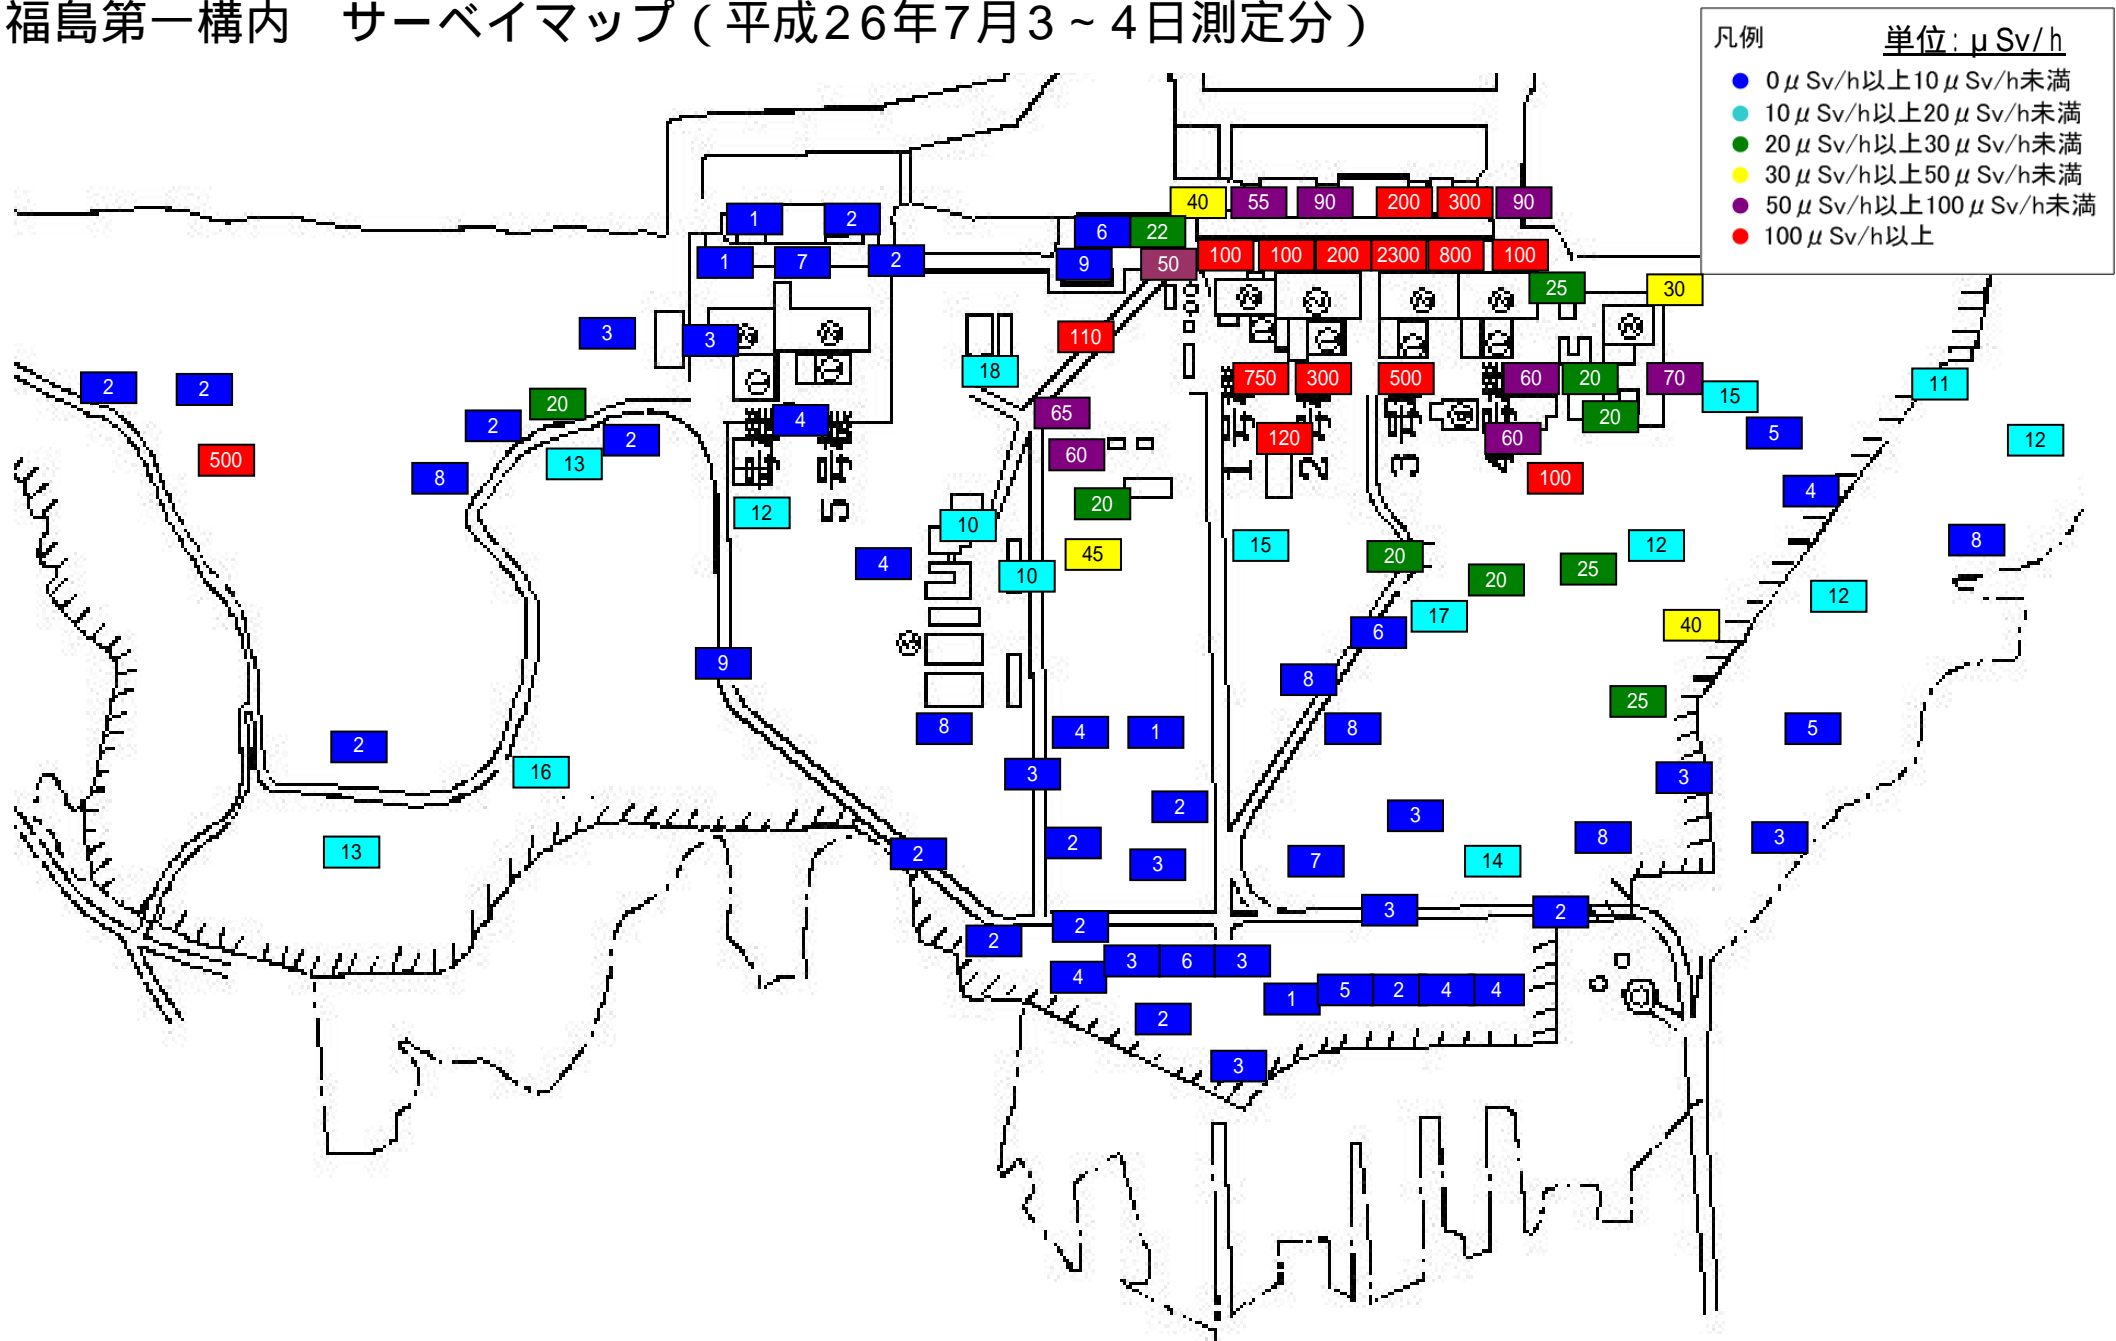 福島第一構内　サーベイマップ（平成２６年７月３～４日測定分）
凡例　単位：μSv/h
0μSv/h以上10μSv/h未満
10μSv/h以上20μSv/h未満
20μSv/h以上30μSv/h未満
30μSv/h以上50μSv/h未満
50μSv/h以上100μSv/h未満
100μSv/h以上
40 55 90 200 300 90
1 2 6 22
1 7 2 9 50 100 100 200 2300 800 100
25 30
3 3 110
18 750 300 500 60 20 70 15 11
2 2 20 65 20
2 2 4 120 60 5 12
500 8 13 60 100
12 20 4
10 15 12 8
4 10 45 20 20 25 12
17 6 40
9 8 25
8 4 1 8 5
2 16 3 3
2 3 8 3
13 2 2 3 7 14
2 2 3 2
4 3 6 3
1 5 2 4 4
2
3